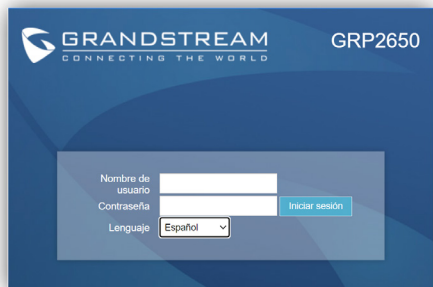 GRANDSTREAM
CONNECTING THE WORLD
GRP2650
Nombre de
usuario
Contraseña
Iniciar sesión
Lenguaje
Español